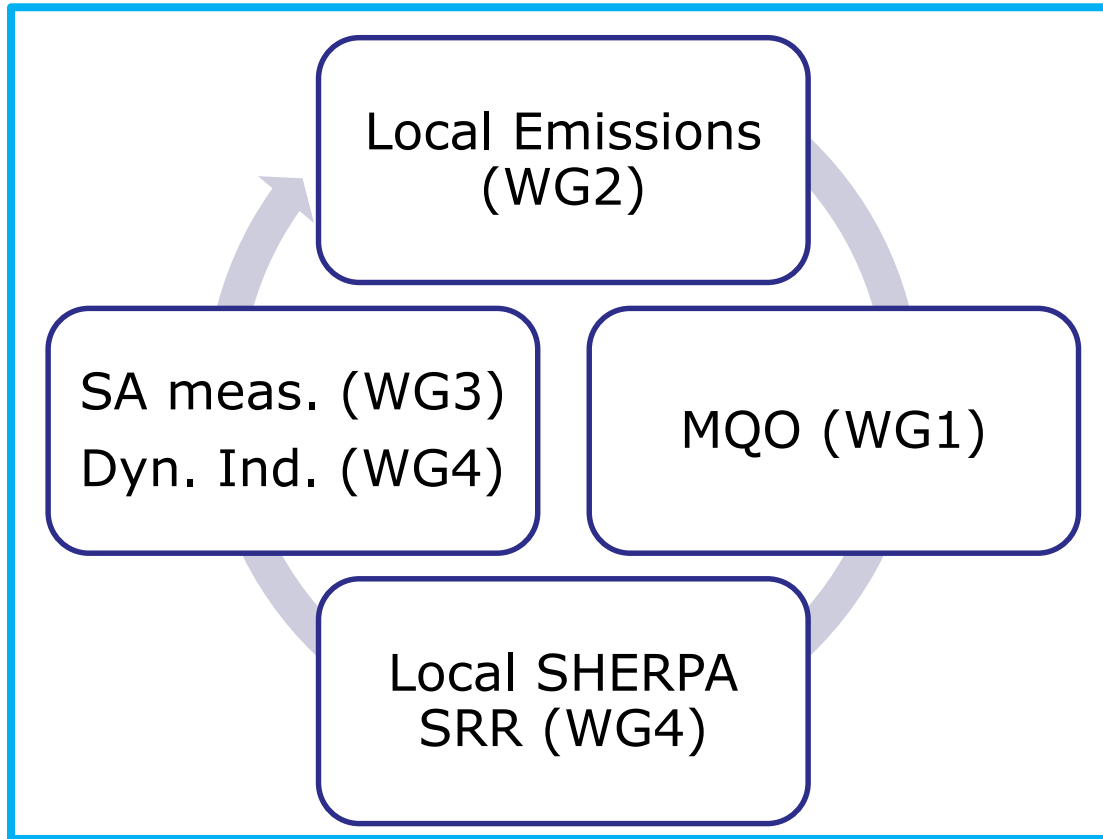 Local Emissions
(WG2)
SA meas. (WG3)
Dyn. Ind. (WG4)
MQO (WG1)
Local SHERPA
SRR (WG4)